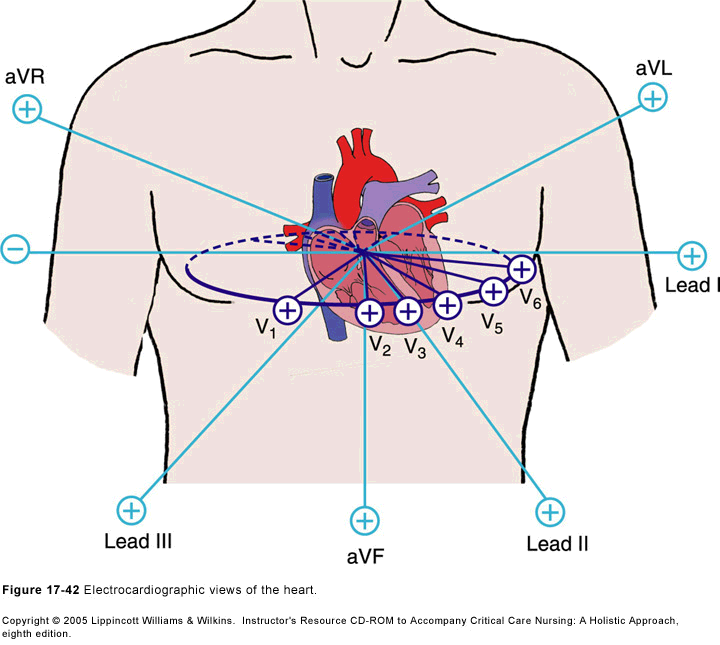 aVR
aVL
Lead I
V6
V5
V4
V3
V2
V1
Lead III
aVF
Lead II
Figure 17-42 Electrocardiographic views of the heart.
Copyright © 2005 Lippincott Williams & Wilkins. Instructor's Resource CD-ROM to Accompany Critical Care Nursing: A Holistic Approach,
eighth edition.